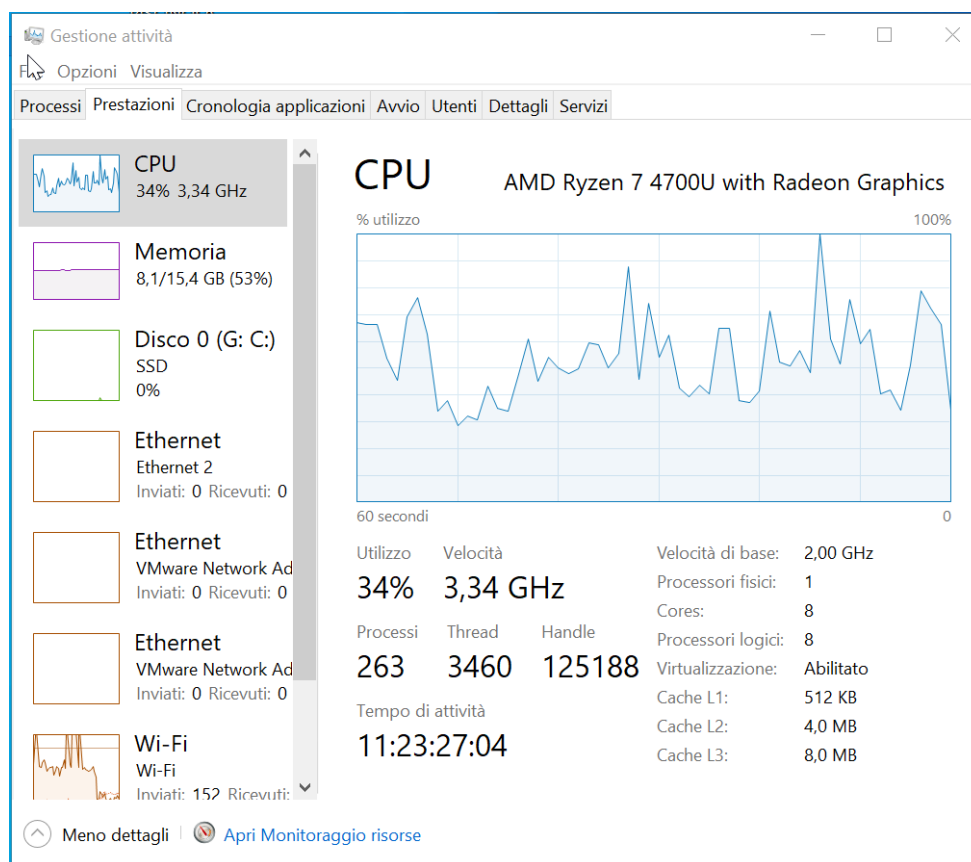 Gestione attività
Opzioni Visualizza
Processi Prestazioni Cronologia applicazioni Avvio Utenti Dettagli Servizi
CPU
34% 3,34 GHz
Memoria
8,1/15,4 GB (53%)
Disco 0 (G: C:)
SSD
0%
Ethernet
Ethernet 2
Inviati: 0 Ricevuti: 0
Ethernet
VMware Network Ad
Inviati: 0 Ricevuti: 0
Ethernet
VMware Network Ad
Inviati: 0 Ricevuti: 0
Wi-Fi
Wi-Fi
Inviati: 152 Ricevuti:
CPU
AMD Ryzen 7 4700U with Radeon Graphics
% utilizzo 100%
60 secondi 0
Utilizzo Velocità
34% 3,34 GHz
Processi Thread Handle
263 3460 125188
Tempo di attività
11:23:27:04
Velocità di base: 2,00 GHz
Processori fisici: 1
Cores: 8
Processori logici: 8
Virtualizzazione: Abilitato
Cache L1: 512 KB
Cache L2: 4,0 MB
Cache L3: 8,0 MB
Meno dettagli
Apri Monitoraggio risorse